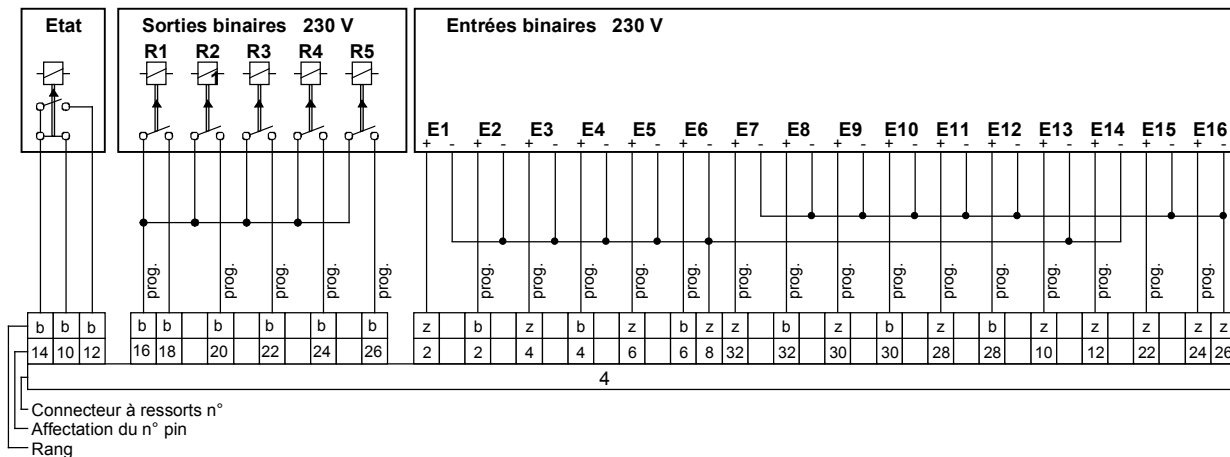 Etat
Sorties binaires 230 V
Entrées binaires 230 V
R1 R2 R3 R4 R5
1
E1 E2 E3 E4 E5 E6 E7 E8 E9 E10 E11 E12 E13 E14 E15 E16
+ - + - + - + - + - + - + - + - + - + - + - + - + - + - + - + -
prog. prog. prog. prog. prog. prog. prog. prog. prog. prog. prog. prog. prog. prog. prog. prog. prog. prog. prog. prog.
b b b b b b b b b z b z b z b z z b z b z b z z z z z
14 10 12 16 18 20 22 24 26 2 2 4 4 6 6 8 32 32 30 30 28 28 10 12 22 24 26
4
Connecteur à ressorts n°
Affectation du n° pin
Rang